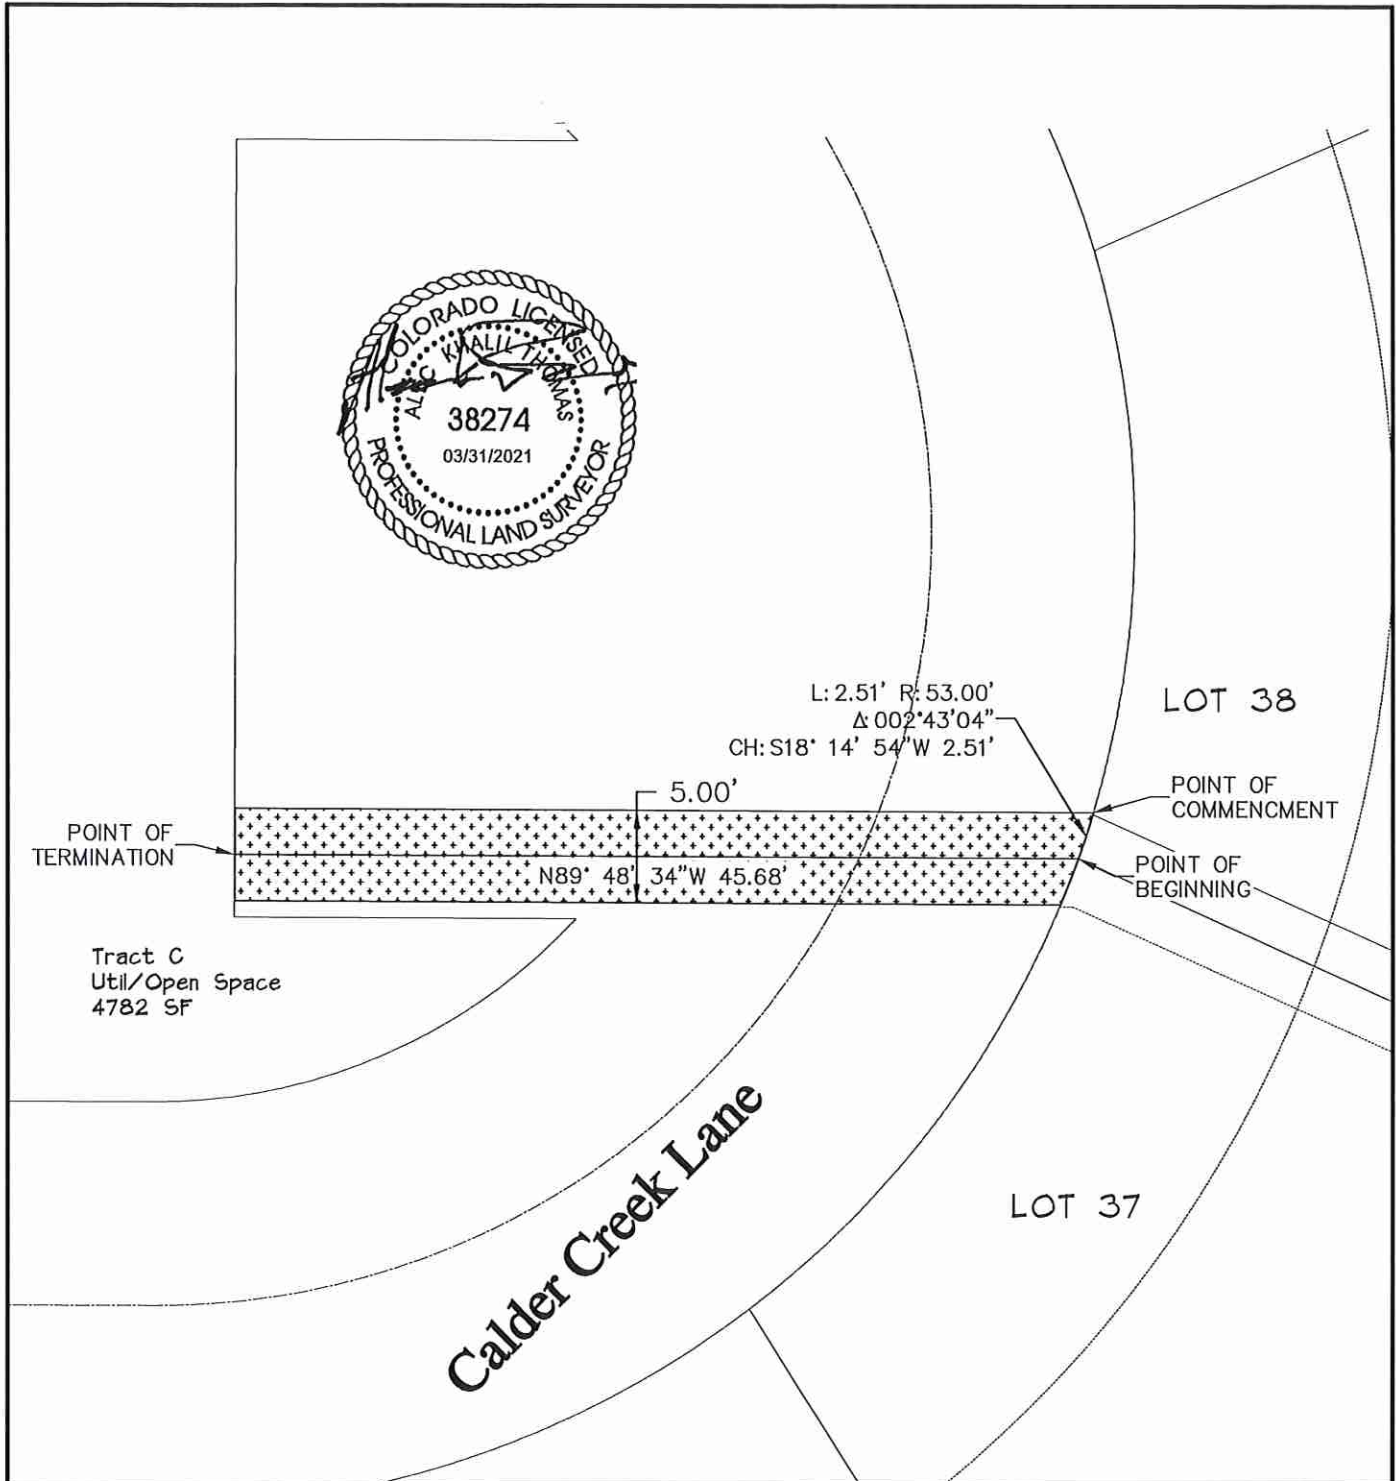 COLORADO LICENSED
ALEC KHALIL THOMAS
38274
03/31/2021
PROFESSIONAL LAND SURVEYOR
L: 2.51' R: 53.00'
Δ: 002°43'04"
CH: S18° 14' 54"W 2.51'
LOT 38
5.00'
POINT OF
COMMENCMENT
POINT OF
TERMINATION
POINT OF
BEGINNING
N89° 48' 34"W 45.68'
Tract C
Util/Open Space
4782 SF
Calder Creek Lane
LOT 37